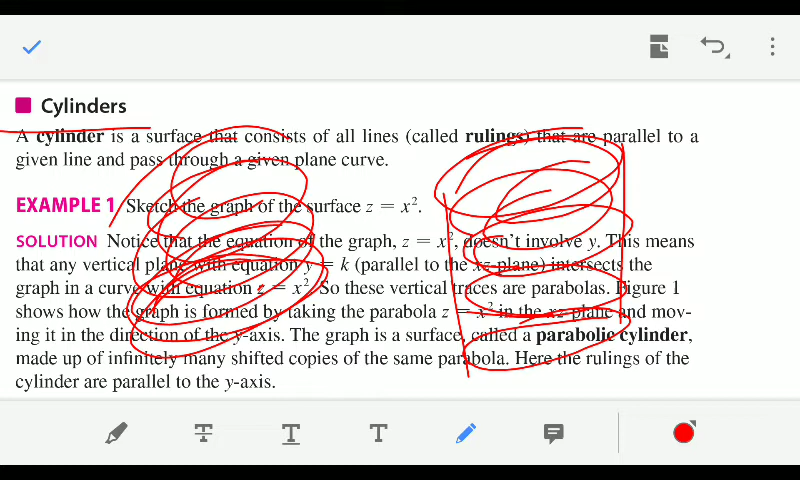 Cylinders
A cylinder is a surface that consists of all lines (called rulings) that are parallel to a
given line and pass through a given plane curve.
EXAMPLE 1 Sketch the graph of the surface z = x².
SOLUTION Notice that the equation of the graph, z = x², doesn't involve y. This means
that any vertical plane with equation y = k (parallel to the xz-plane) intersects the
graph in a curve with equation z = x². So these vertical traces are parabolas. Figure 1
shows how the graph is formed by taking the parabola z = x² in the xz-plane and mov-
ing it in the direction of the y-axis. The graph is a surface, called a parabolic cylinder,
made up of infinitely many shifted copies of the same parabola. Here the rulings of the
cylinder are parallel to the y-axis.
T T T